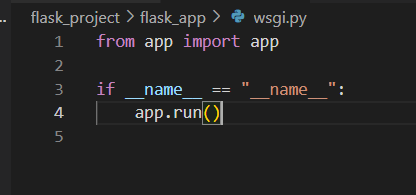 flask_project > flask_app > wsgi.py
1 from app import app
2
3 if __name__ == "__name__":
4 app.run()
5